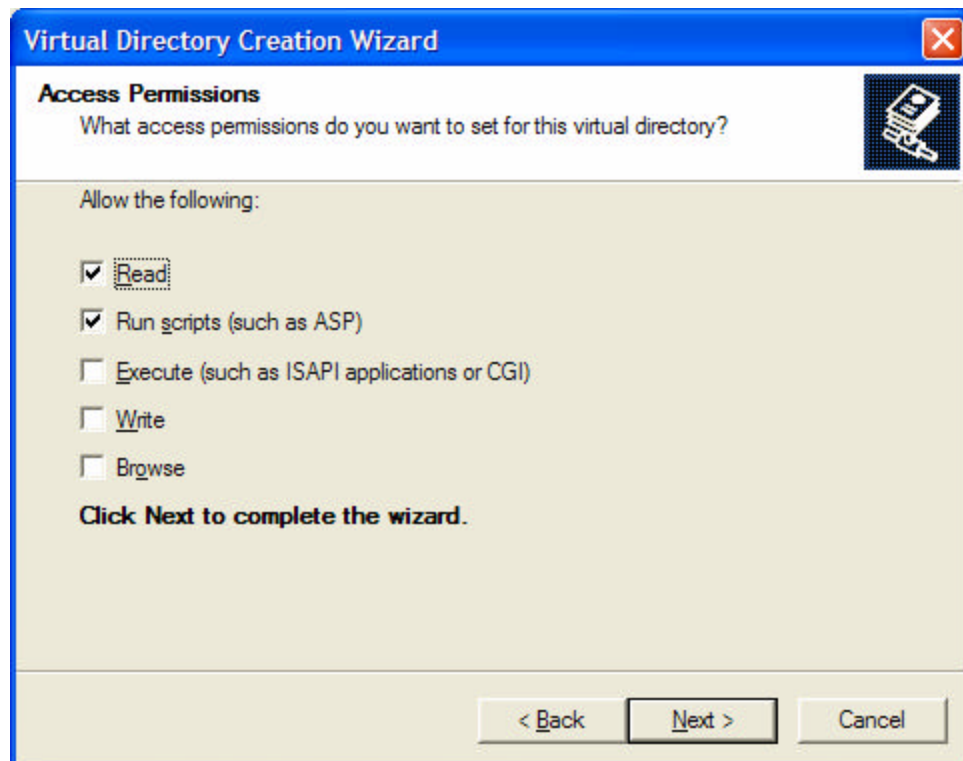 Virtual Directory Creation Wizard
Access Permissions
What access permissions do you want to set for this virtual directory?
Allow the following:
Read
Run scripts (such as ASP)
Execute (such as ISAPI applications or CGI)
Write
Browse
Click Next to complete the wizard.
< Back Next > Cancel